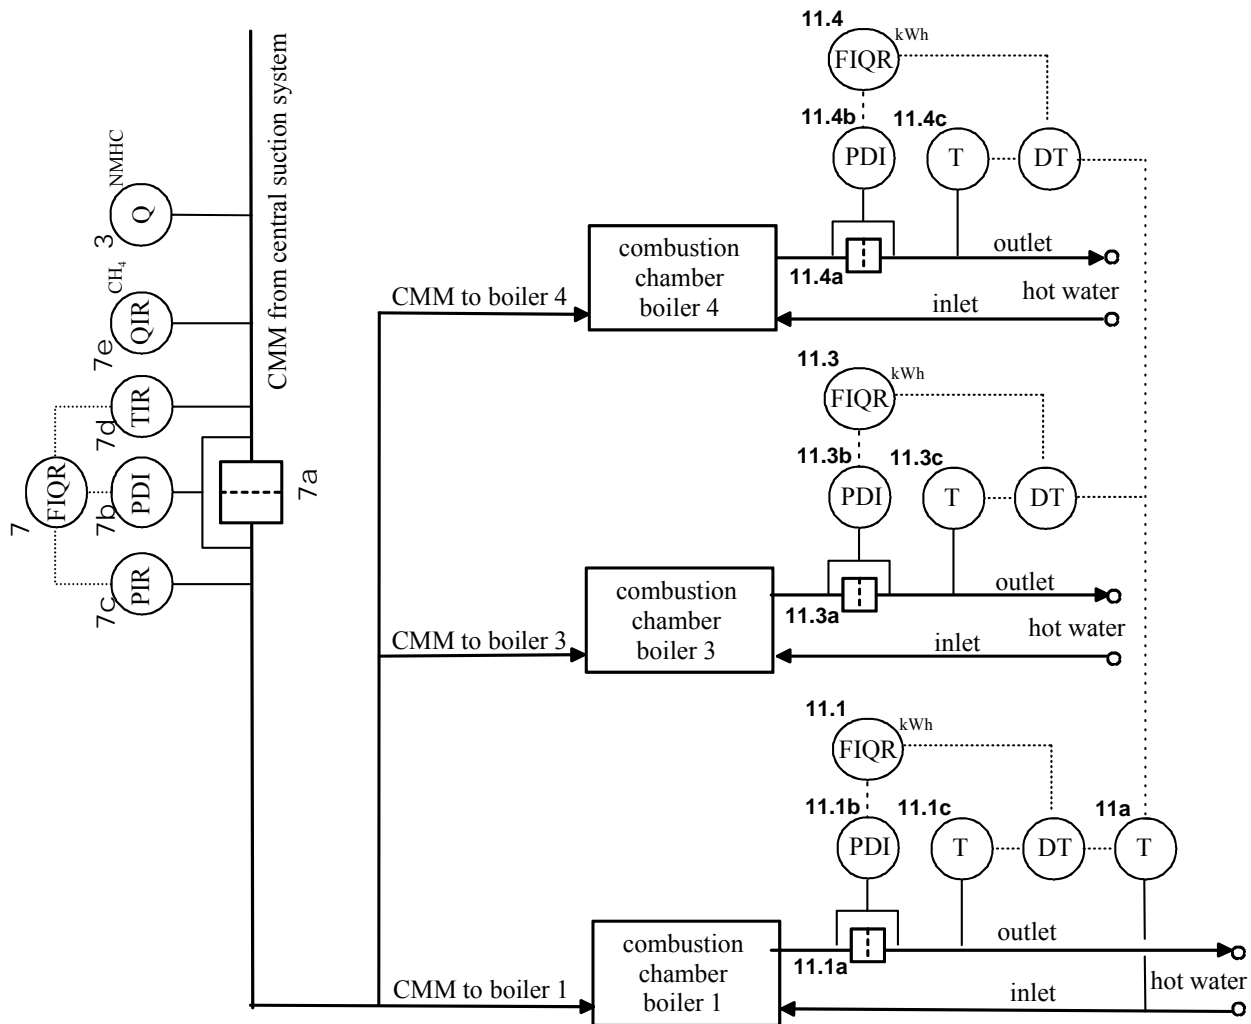 CMM from central suction system
NMHC
Q
3
CH4
QIR
7e
TIR
7d
FIQR
7
PDI
7b
7a
PIR
7c
11.4
FIQR
kWh
11.4b
PDI
11.4c
T
DT
combustion
chamber
boiler 4
CMM to boiler 4
11.4a
outlet
hot water
inlet
11.3
FIQR
kWh
11.3b
PDI
11.3c
T
DT
combustion
chamber
boiler 3
CMM to boiler 3
11.3a
outlet
hot water
inlet
11.1
FIQR
kWh
11.1b
PDI
11.1c
T
DT
11a
T
combustion
chamber
boiler 1
CMM to boiler 1
11.1a
outlet
hot water
inlet